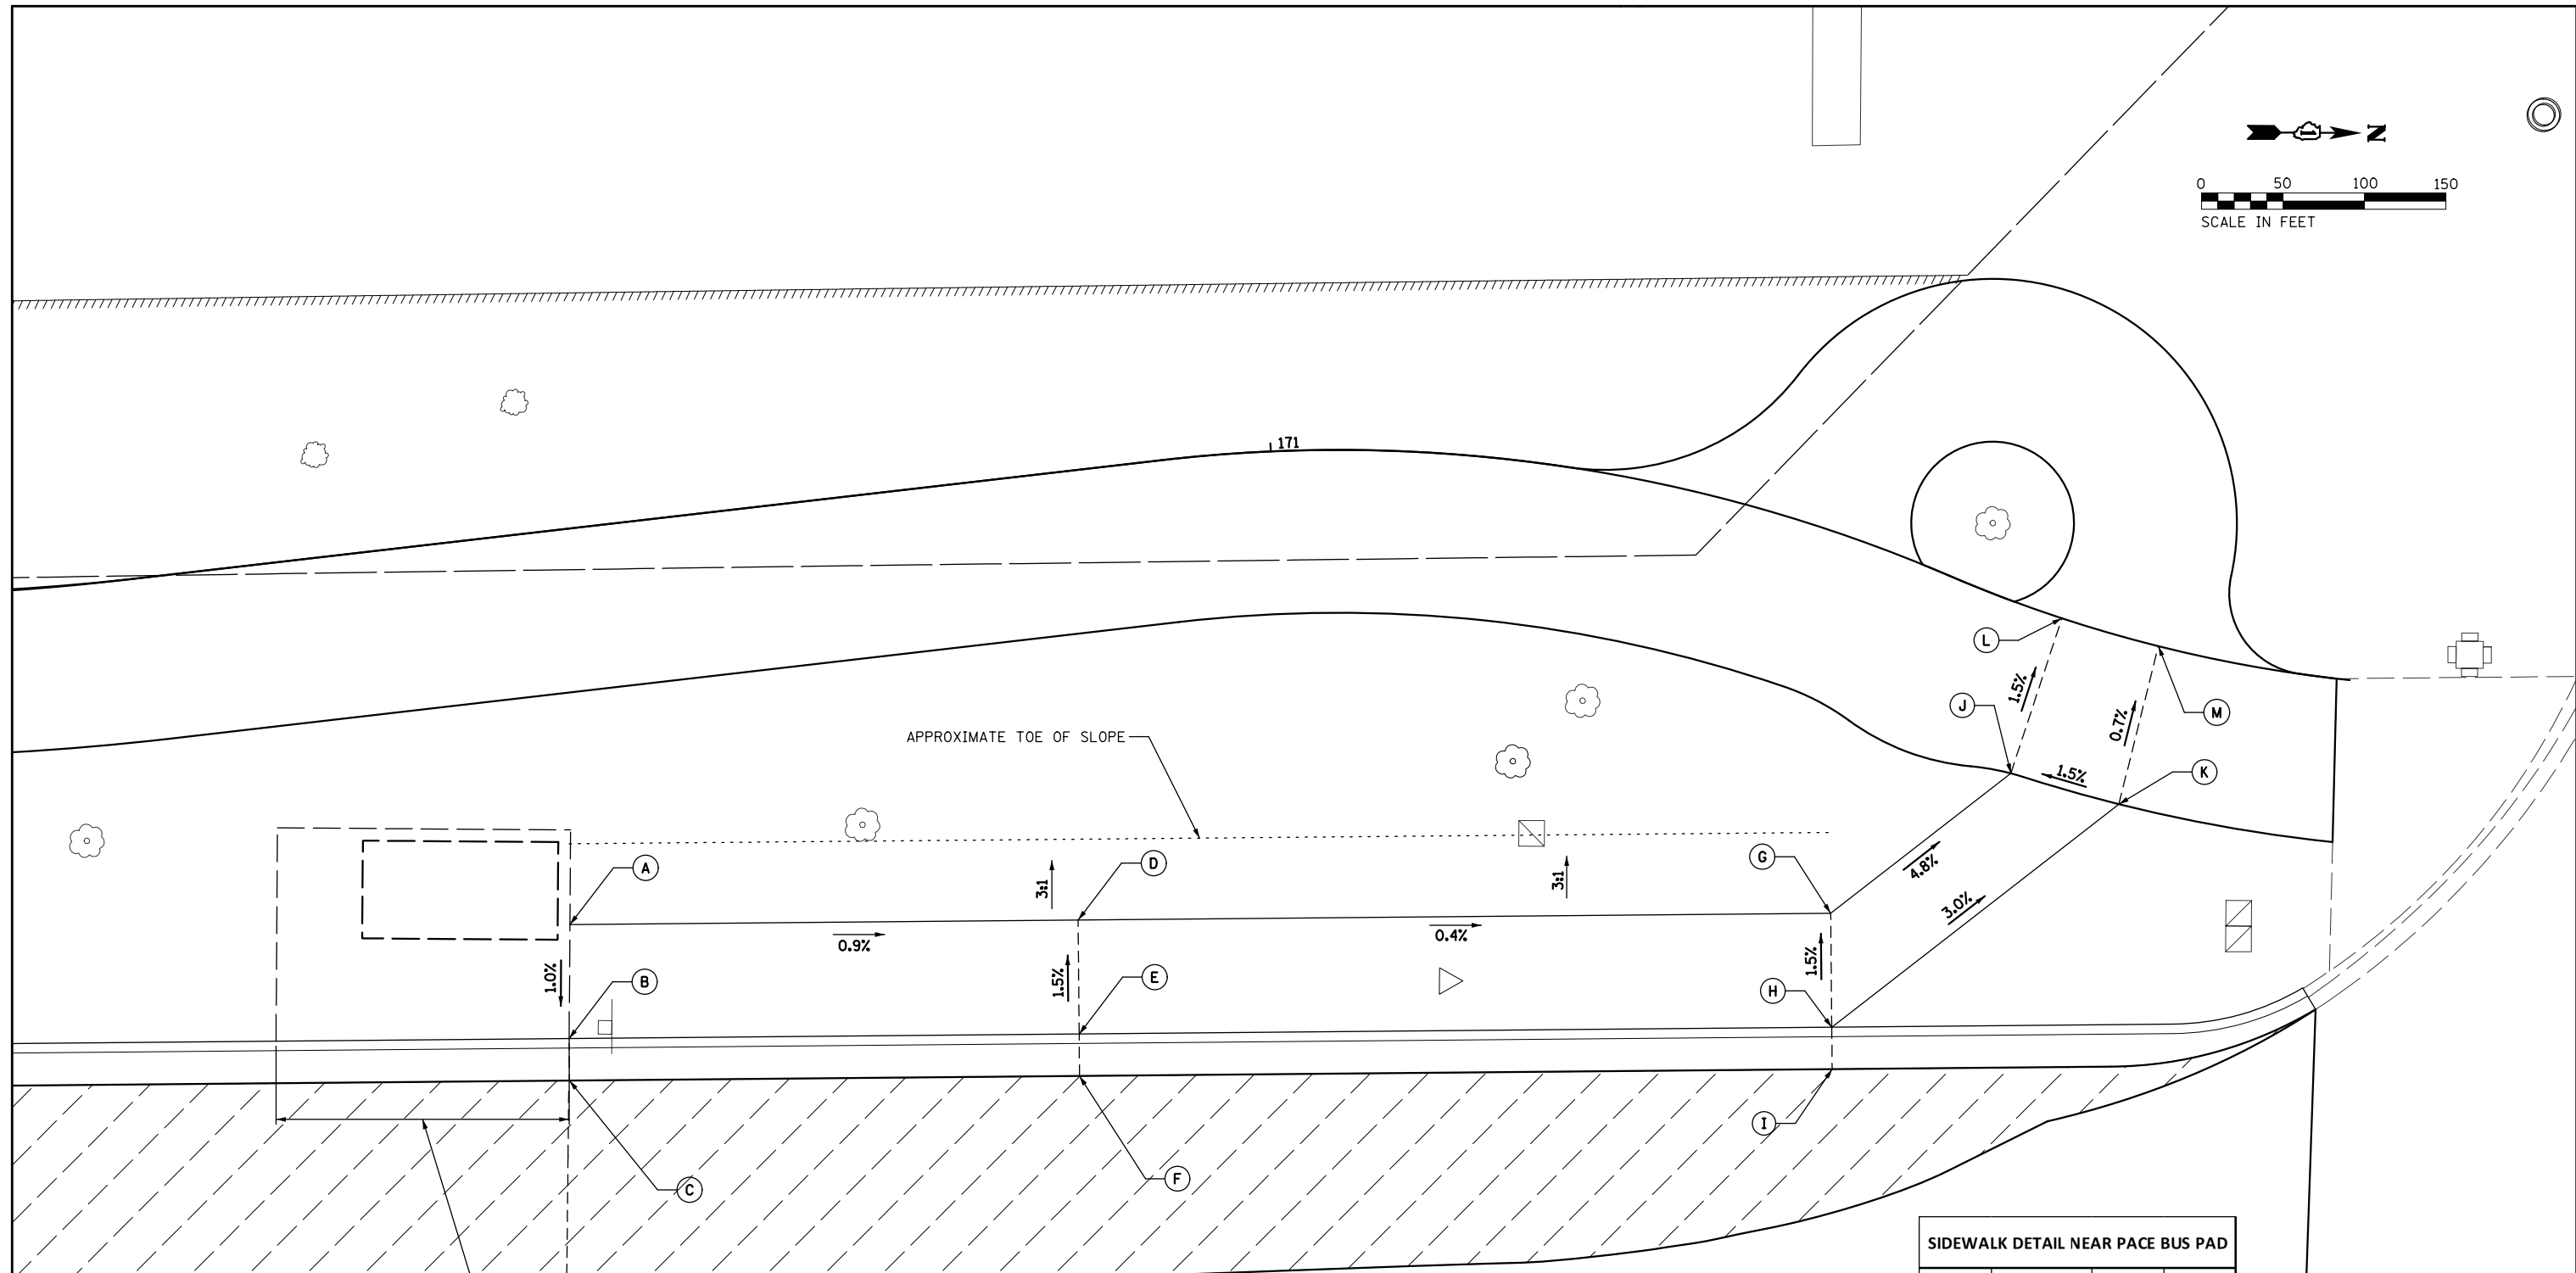 N
0 50 100 150
SCALE IN FEET
171
L
1.5%
J
0.7%
M
APPROXIMATE TOE OF SLOPE
1.5%
K
A
3:1
D
3:1
G
4.8%
0.9%
0.4%
3.0%
1.0%
B
1.5%
E
1.5%
H
I
C
F
SIDEWALK DETAIL NEAR PACE BUS PAD